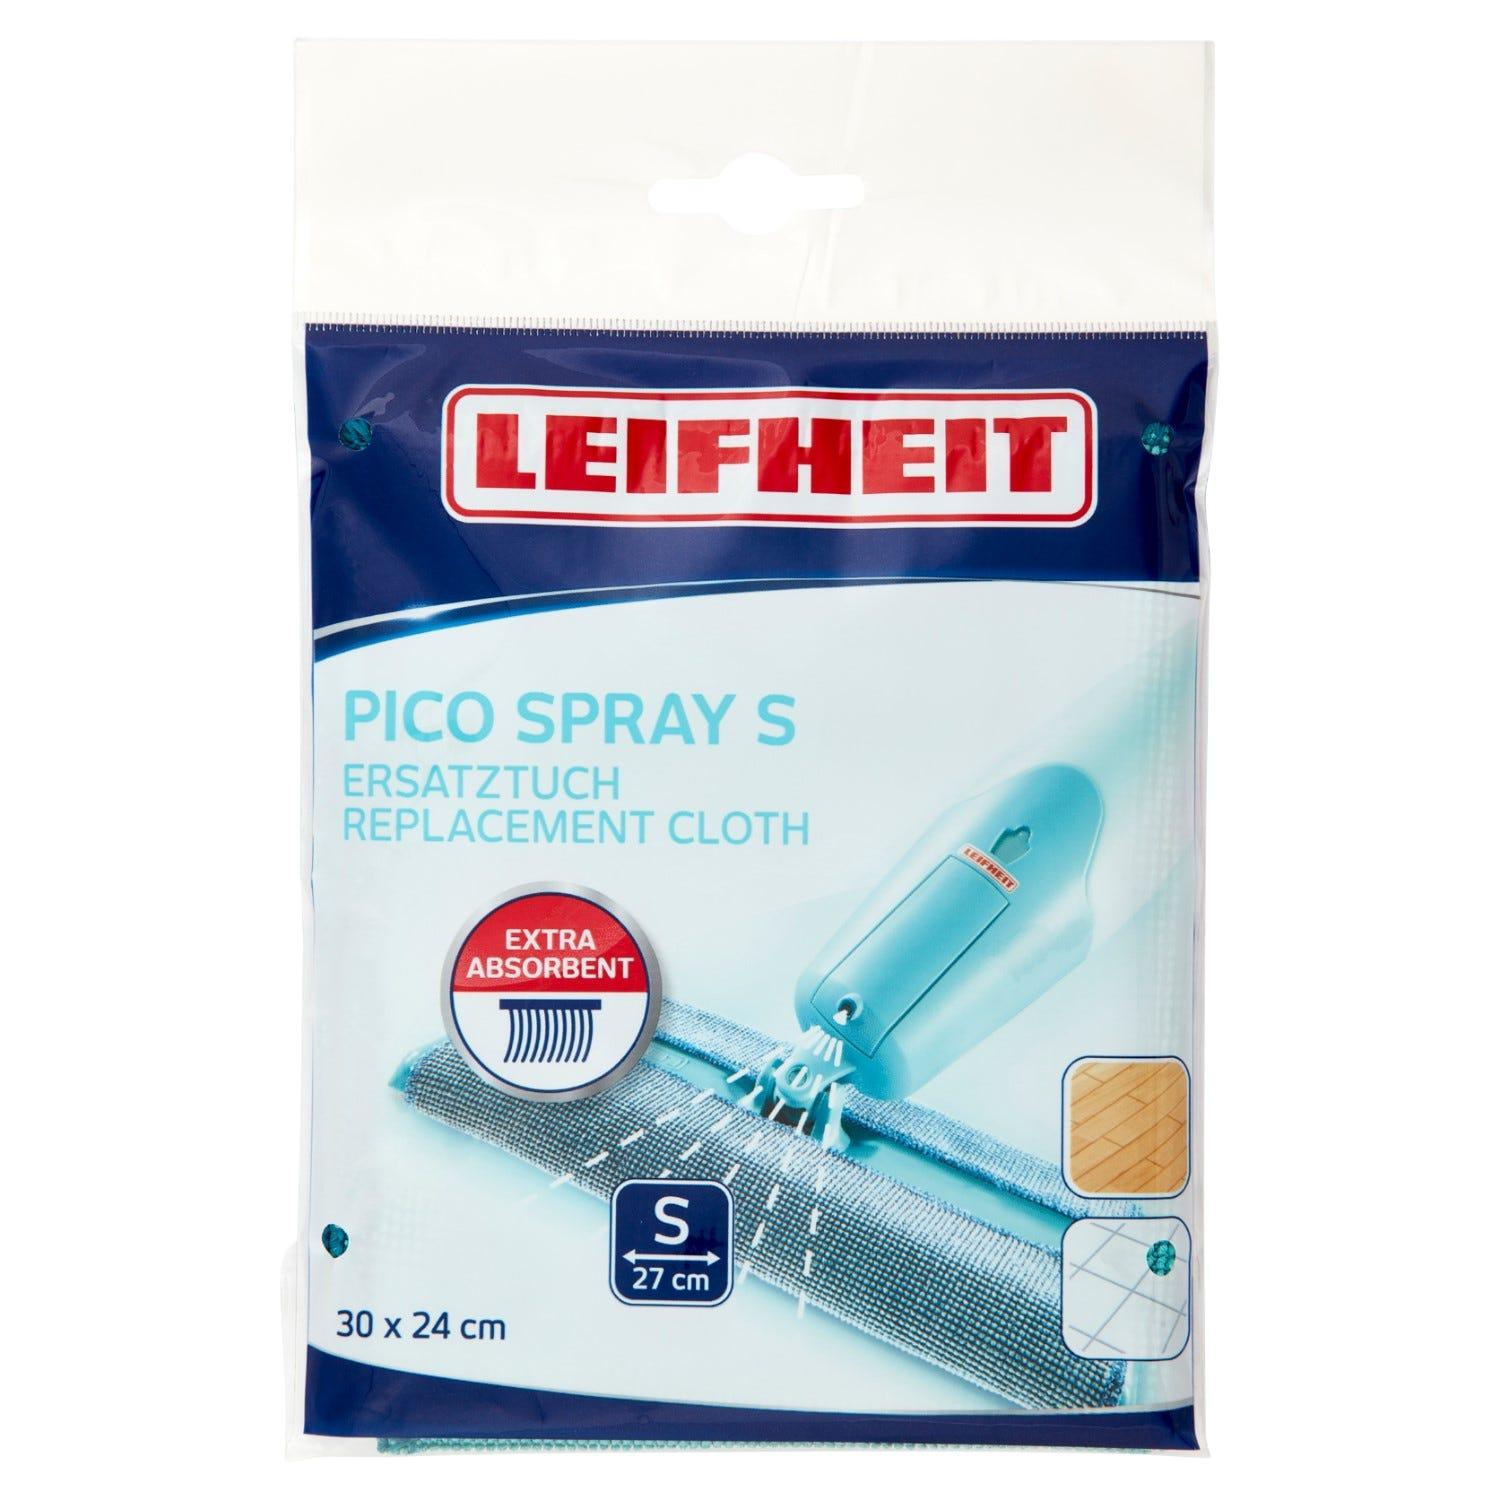 LEIFHEIT
PICO SPRAY S
ERSATZTUCH
REPLACEMENT CLOTH
LEIFHEIT
EXTRA
ABSORBENT
S
27 cm
30 x 24 cm